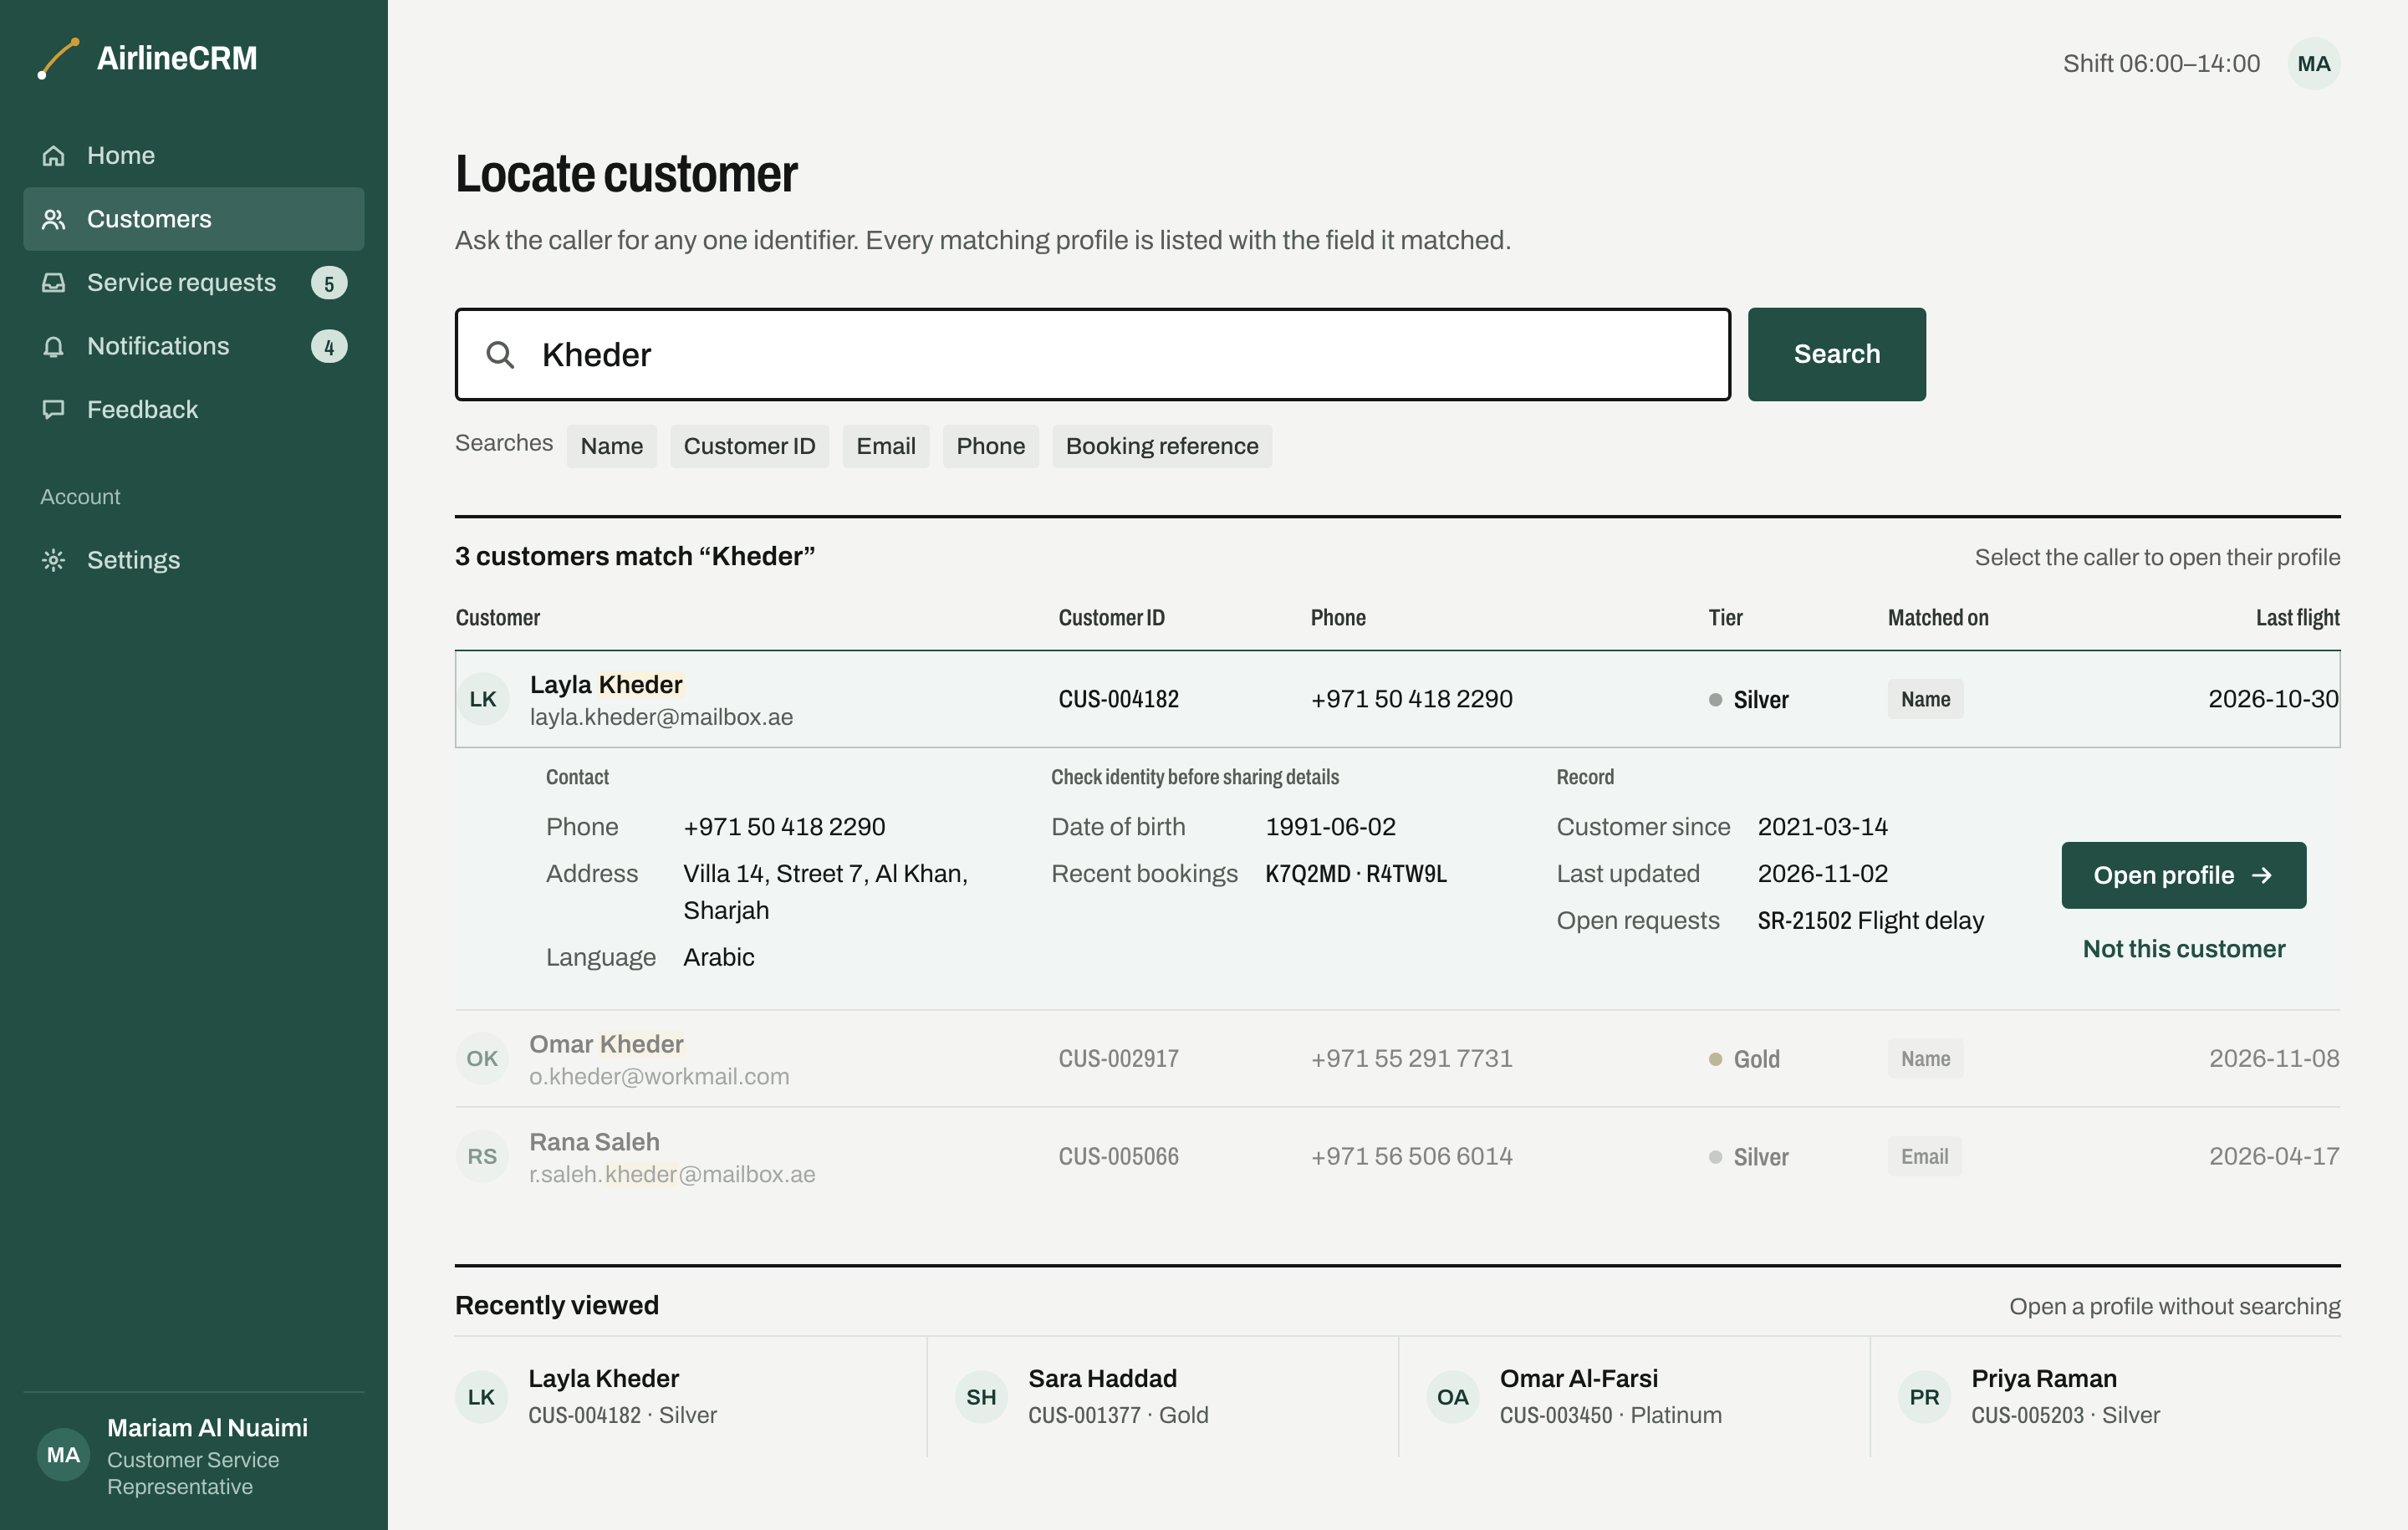 AirlineCRM
Home
Customers
Service requests 5
Notifications 4
Feedback
Account
Settings
MA
Mariam Al Nuaimi
Customer Service
Representative
Shift 06:00–14:00 MA
Locate customer
Ask the caller for any one identifier. Every matching profile is listed with the field it matched.
Kheder
Search
Searches Name Customer ID Email Phone Booking reference
3 customers match “Kheder” Select the caller to open their profile
Customer Customer ID Phone Tier Matched on Last flight
LK Layla Kheder CUS-004182 +971 50 418 2290 Silver Name 2026-10-30
layla.kheder@mailbox.ae
Contact Check identity before sharing details Record
Phone +971 50 418 2290 Date of birth 1991-06-02 Customer since 2021-03-14
Address Villa 14, Street 7, Al Khan, Recent bookings K7Q2MD · R4TW9L Last updated 2026-11-02 Open profile
Sharjah Open requests SR-21502 Flight delay
Language Arabic Not this customer
OK Omar Kheder CUS-002917 +971 55 291 7731 Gold Name 2026-11-08
o.kheder@workmail.com
RS Rana Saleh CUS-005066 +971 56 506 6014 Silver Email 2026-04-17
r.saleh.kheder@mailbox.ae
Recently viewed Open a profile without searching
LK Layla Kheder SH Sara Haddad OA Omar Al-Farsi PR Priya Raman
CUS-004182 · Silver CUS-001377 · Gold CUS-003450 · Platinum CUS-005203 · Silver